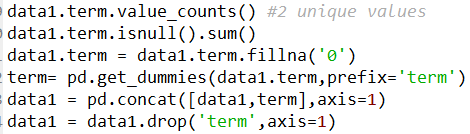 data1.term.value_counts() #2 unique values
data1.term.isnull().sum()
data1.term = data1.term.fillna('0')
term= pd.get_dummies(data1.term,prefix='term')
data1 = pd.concat([data1,term],axis=1)
data1 = data1.drop('term',axis=1)